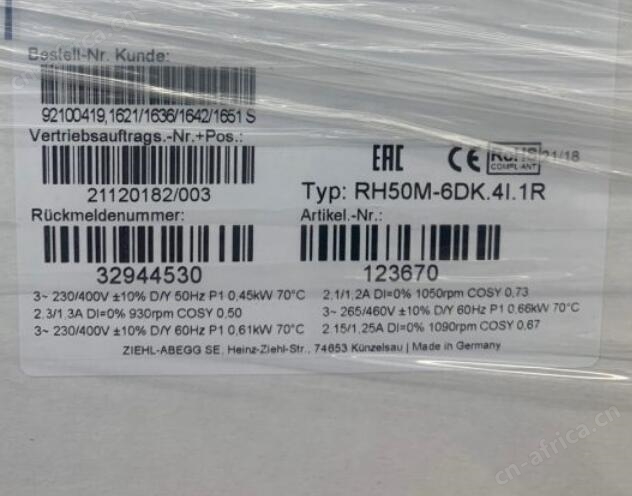 Bestell-Nr. Kunde:
92100419,1621/1636/1642/1651 S
Vertriebsauftrags.-Nr.+Pos.:
21120182/003
EAC CE RoHS 21/18
COMPLIANT
Typ: RH50M-6DK.4I.1R
Rückmeldenummer:
32944530
Artikel.-Nr.:
123670
3~ 230/400V ±10% D/Y 50Hz P1 0,45kW 70°C
2,3/1,3A DI=0% 930rpm COSY 0,50
3~ 230/400V ±10% D/Y 60Hz P1 0,61kW 70°C
2,1/1,2A DI=0% 1050rpm COSY 0,73
3~ 265/460V ±10% D/Y 60Hz P1 0,66kW 70°C
2.15/1,25A DI=0% 1090rpm COSY 0,67
ZIEHL-ABEGG SE, Heinz-Ziehl-Str., 74653 Künzelsau | Made in Germany
cn-africa.cn